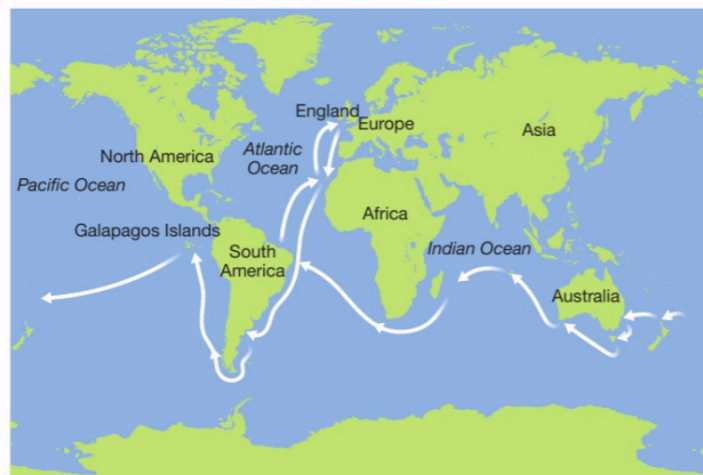 England
Europe
Asia
North America
Atlantic
Ocean
Pacific Ocean
Africa
Galapagos Islands
South
America
Indian Ocean
Australia